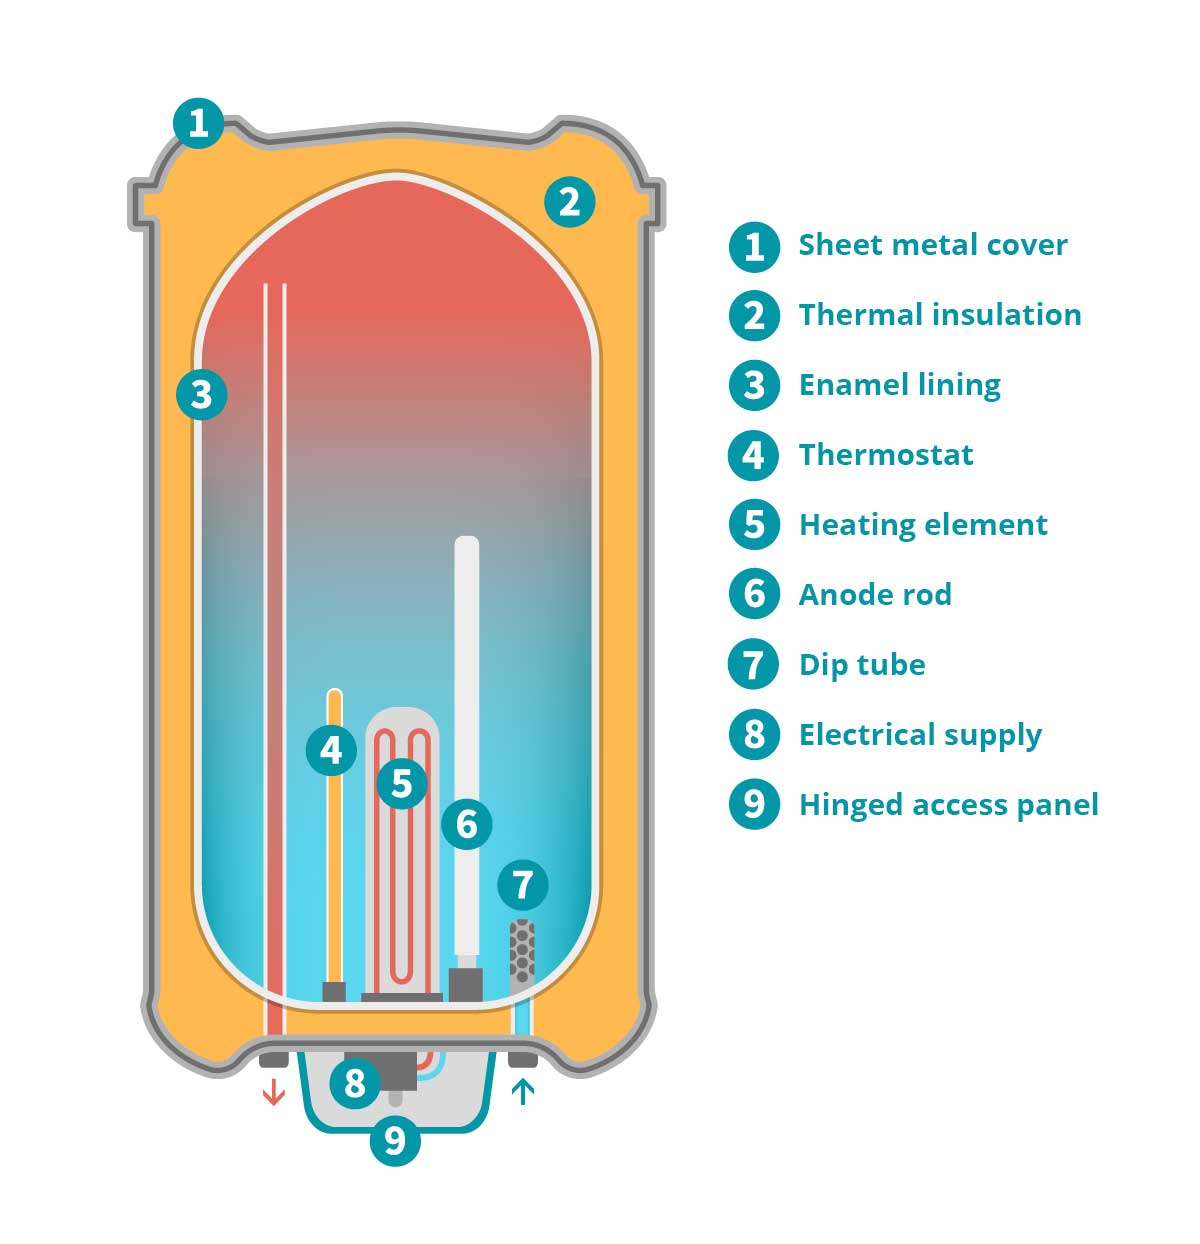 1
2
3
4
5
6
7
8
9
1 Sheet metal cover
2 Thermal insulation
3 Enamel lining
4 Thermostat
5 Heating element
6 Anode rod
7 Dip tube
8 Electrical supply
9 Hinged access panel